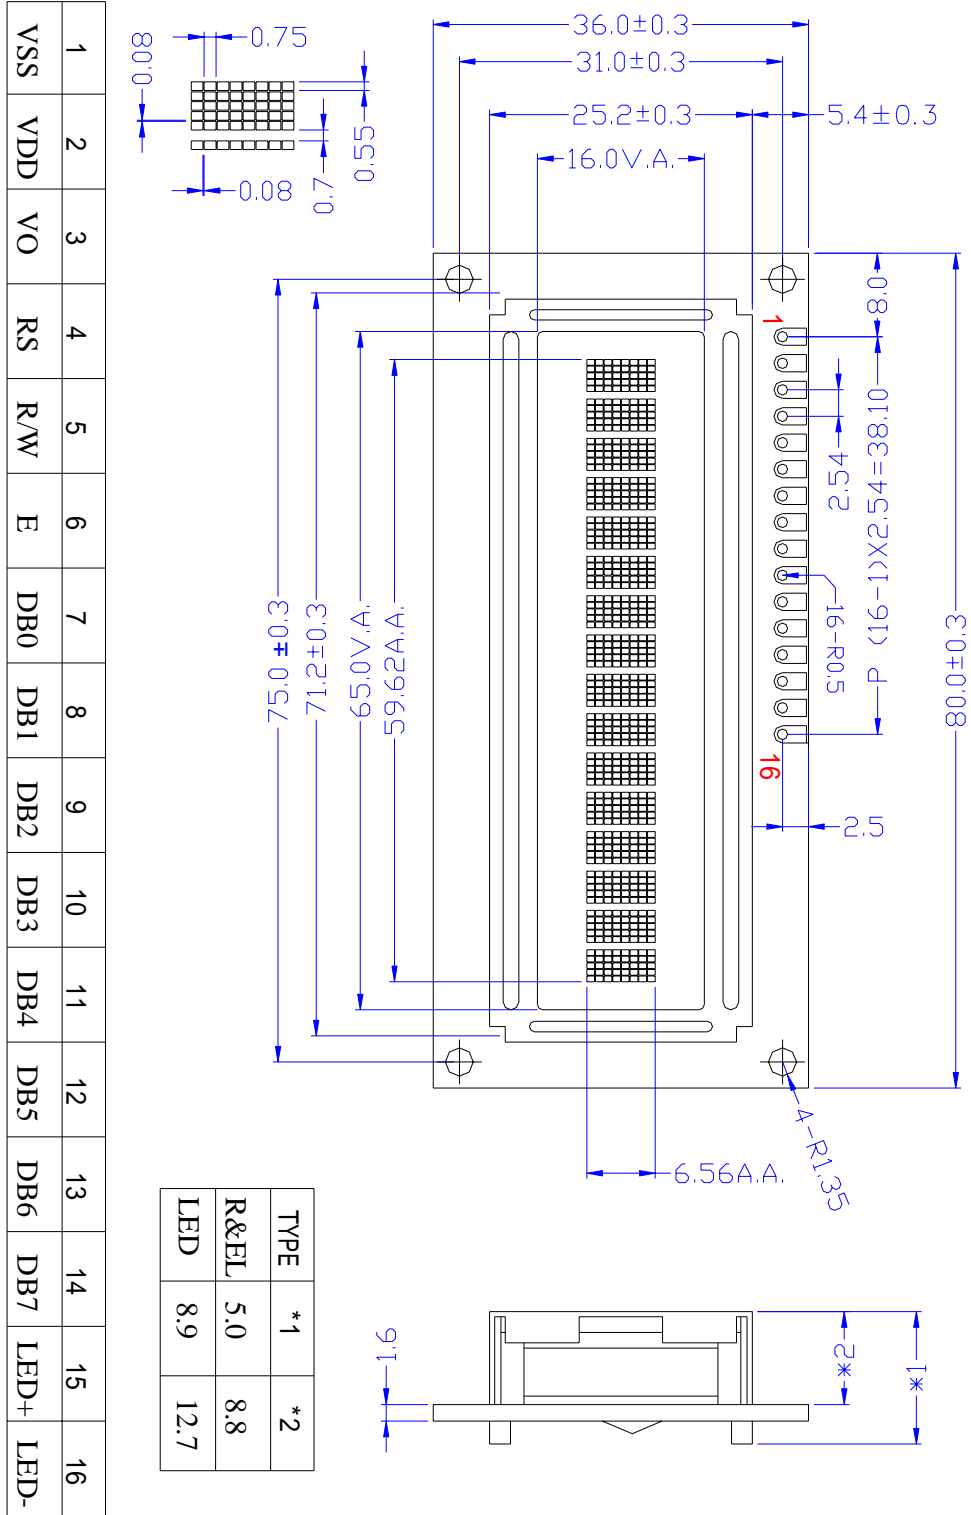 1 2 3 4 5 6 7 8 9 10 11 12 13 14 15 16
VSS VDD VO RS R/W E DB0 DB1 DB2 DB3 DB4 DB5 DB6 DB7 LED+ LED-
0.75
0.08
0.55
0.7
0.08
36.0±0.3
31.0±0.3
25.2±0.3
5.4±0.3
16.0V.A.
8.0
1
2.54
P (16-1)X2.54=38.10
16-R0.5
80.0±0.3
16
2.5
75.0±0.3
71.2±0.3
65.0V.A.
59.62A.A.
4-R1.35
6.56A.A.
TYPE *1 *2
R&EL 5.0 8.8
LED 8.9 12.7
1.6
*2
*1